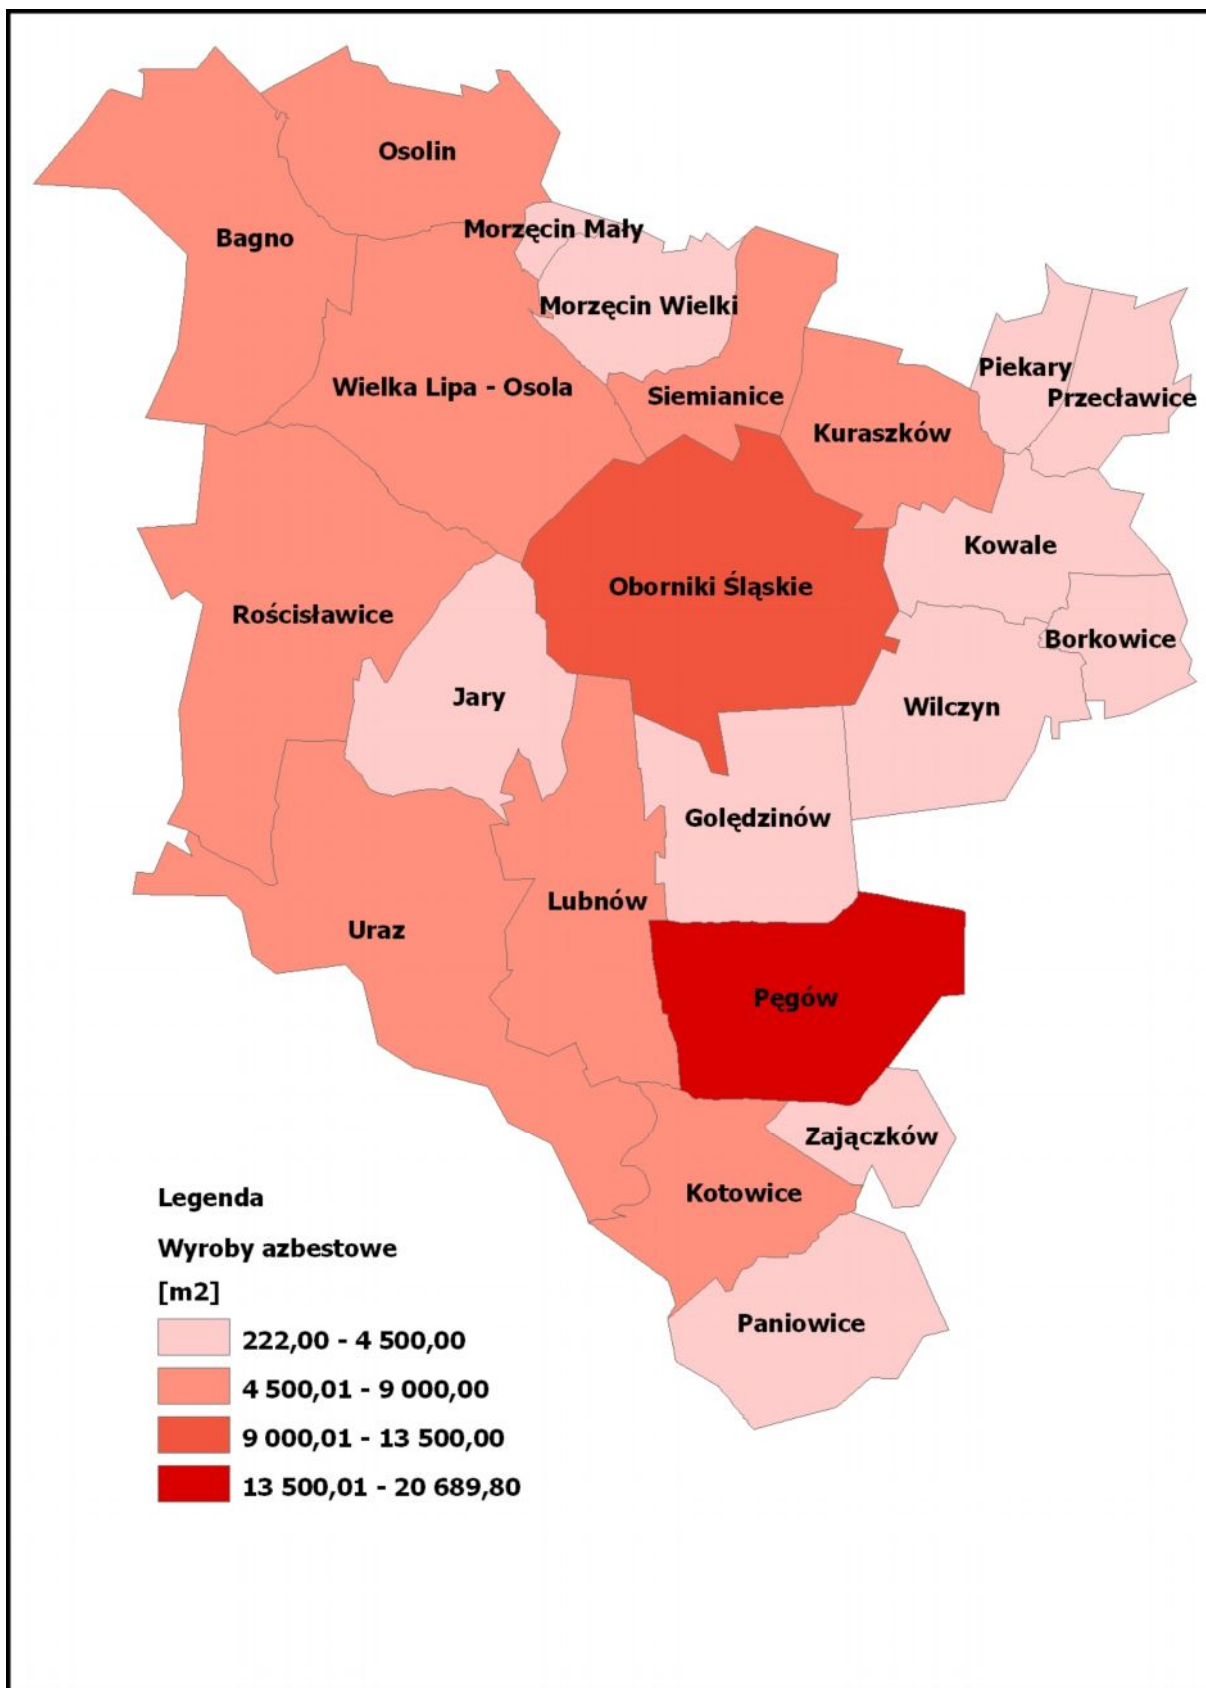 Osolin
Morzęcin Mały
Bagno
Morzęcin Wielki
Piekary
Wielka Lipa - Osola
Siemianice
Przecławice
Kuraszków
Kowale
Oborniki Śląskie
Rościsławice
Borkowice
Jary
Wilczyn
Golędzinów
Lubnów
Uraz
Pęgów
Zajączków
Kotowice
Paniowice
Legenda
Wyroby azbestowe
[m2]
222,00 - 4 500,00
4 500,01 - 9 000,00
9 000,01 - 13 500,00
13 500,01 - 20 689,80